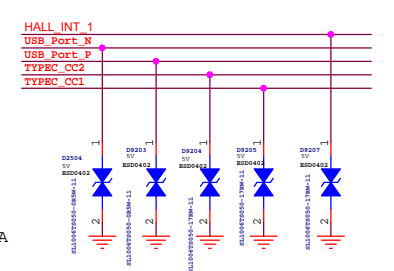 HALL_INT_1
USB_Port_N
USB_Port_P
TYPEC_CC2
TYPEC_CC1
1
1
1
1
1
D2504
5V
ESD0402
D9203
5V
ESD0402
D9204
5V
ESD0402
D9205
5V
ESD0402
D9207
5V
ESD0402
2
2
2
2
2
A